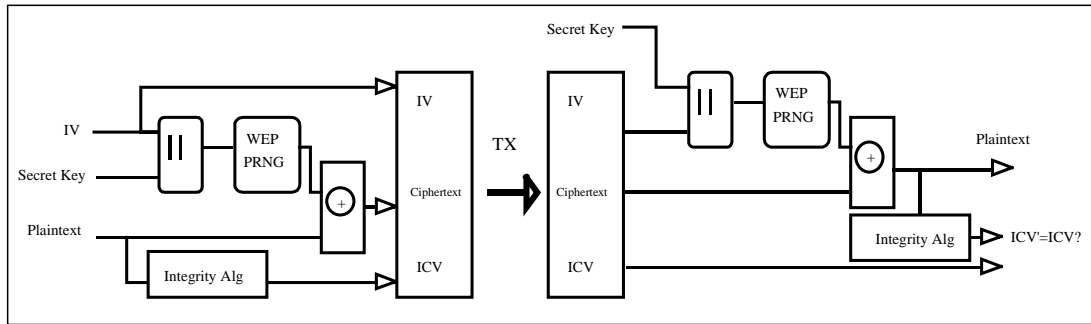 IV
Secret Key
Plaintext
||
WEP
PRNG
+
Integrity Alg
IV
Ciphertext
ICV
TX
Secret Key
IV
Ciphertext
ICV
||
WEP
PRNG
+
Integrity Alg
Plaintext
ICV'=ICV?